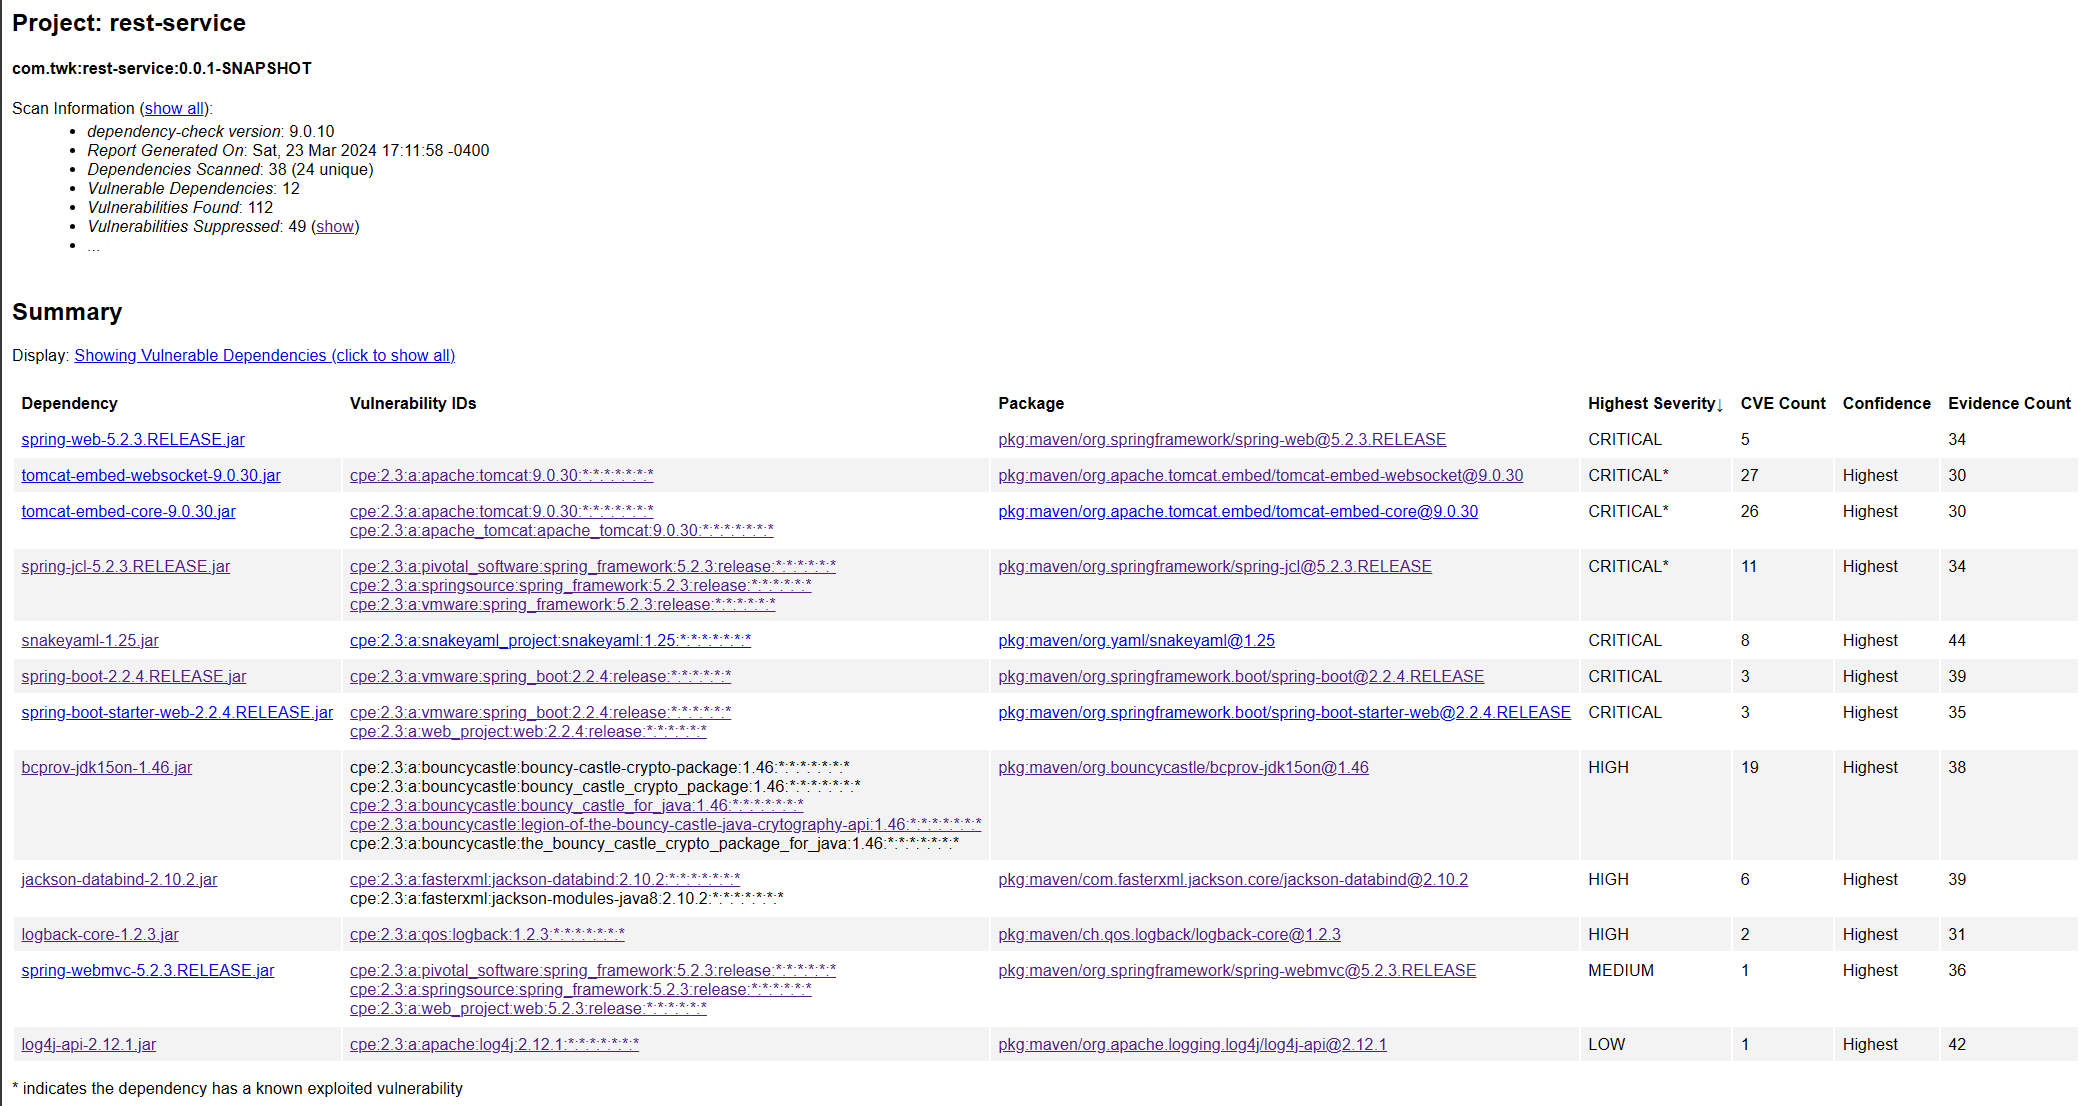 Project: rest-service
com.twk:rest-service:0.0.1-SNAPSHOT
Scan Information (show all):
• dependency-check version: 9.0.10
• Report Generated On: Sat, 23 Mar 2024 17:11:58 -0400
• Dependencies Scanned: 38 (24 unique)
• Vulnerable Dependencies: 12
• Vulnerabilities Found: 112
• Vulnerabilities Suppressed: 49 (show)
• ...
Summary
Display: Showing Vulnerable Dependencies (click to show all)
Dependency Vulnerability IDs Package Highest Severity↓ CVE Count Confidence Evidence Count
spring-web-5.2.3.RELEASE.jar pkg:maven/org.springframework/spring-web@5.2.3.RELEASE CRITICAL 5 34
tomcat-embed-websocket-9.0.30.jar cpe:2.3:a:apache:tomcat:9.0.30:*:*:*:*:*:*:* pkg:maven/org.apache.tomcat.embed/tomcat-embed-websocket@9.0.30 CRITICAL* 27 Highest 30
tomcat-embed-core-9.0.30.jar cpe:2.3:a:apache:tomcat:9.0.30:*:*:*:*:*:*:* pkg:maven/org.apache.tomcat.embed/tomcat-embed-core@9.0.30 CRITICAL* 26 Highest 30
cpe:2.3:a:apache_tomcat:apache_tomcat:9.0.30:*:*:*:*:*:*:*
spring-jcl-5.2.3.RELEASE.jar cpe:2.3:a:pivotal_software:spring_framework:5.2.3:release:*:*:*:*:*:* pkg:maven/org.springframework/spring-jcl@5.2.3.RELEASE CRITICAL* 11 Highest 34
cpe:2.3:a:springsource:spring_framework:5.2.3:release:*:*:*:*:*:*
cpe:2.3:a:vmware:spring_framework:5.2.3:release:*:*:*:*:*:*
snakeyaml-1.25.jar cpe:2.3:a:snakeyaml_project:snakeyaml:1.25:*:*:*:*:*:*:* pkg:maven/org.yaml/snakeyaml@1.25 CRITICAL 8 Highest 44
spring-boot-2.2.4.RELEASE.jar cpe:2.3:a:vmware:spring_boot:2.2.4:release:*:*:*:*:*:* pkg:maven/org.springframework.boot/spring-boot@2.2.4.RELEASE CRITICAL 3 Highest 39
spring-boot-starter-web-2.2.4.RELEASE.jar cpe:2.3:a:vmware:spring_boot:2.2.4:release:*:*:*:*:*:* pkg:maven/org.springframework.boot/spring-boot-starter-web@2.2.4.RELEASE CRITICAL 3 Highest 35
cpe:2.3:a:web_project:web:2.2.4:release:*:*:*:*:*:*
bcprov-jdk15on-1.46.jar cpe:2.3:a:bouncycastle:bouncy-castle-crypto-package:1.46:*:*:*:*:*:*:* pkg:maven/org.bouncycastle/bcprov-jdk15on@1.46 HIGH 19 Highest 38
cpe:2.3:a:bouncycastle:bouncy_castle_crypto_package:1.46:*:*:*:*:*:*:*
cpe:2.3:a:bouncycastle:bouncy_castle_for_java:1.46:*:*:*:*:*:*:*
cpe:2.3:a:bouncycastle:legion-of-the-bouncy-castle-java-crytography-api:1.46:*:*:*:*:*:*:*
cpe:2.3:a:bouncycastle:the_bouncy_castle_crypto_package_for_java:1.46:*:*:*:*:*:*:*
jackson-databind-2.10.2.jar cpe:2.3:a:fasterxml:jackson-databind:2.10.2:*:*:*:*:*:*:* pkg:maven/com.fasterxml.jackson.core/jackson-databind@2.10.2 HIGH 6 Highest 39
cpe:2.3:a:fasterxml:jackson-modules-java8:2.10.2:*:*:*:*:*:*:*
logback-core-1.2.3.jar cpe:2.3:a:qos:logback:1.2.3:*:*:*:*:*:*:* pkg:maven/ch.qos.logback/logback-core@1.2.3 HIGH 2 Highest 31
spring-webmvc-5.2.3.RELEASE.jar cpe:2.3:a:pivotal_software:spring_framework:5.2.3:release:*:*:*:*:*:* pkg:maven/org.springframework/spring-webmvc@5.2.3.RELEASE MEDIUM 1 Highest 36
cpe:2.3:a:springsource:spring_framework:5.2.3:release:*:*:*:*:*:*
cpe:2.3:a:web_project:web:5.2.3:release:*:*:*:*:*:*
log4j-api-2.12.1.jar cpe:2.3:a:apache:log4j:2.12.1:*:*:*:*:*:*:* pkg:maven/org.apache.logging.log4j/log4j-api@2.12.1 LOW 1 Highest 42
* indicates the dependency has a known exploited vulnerability